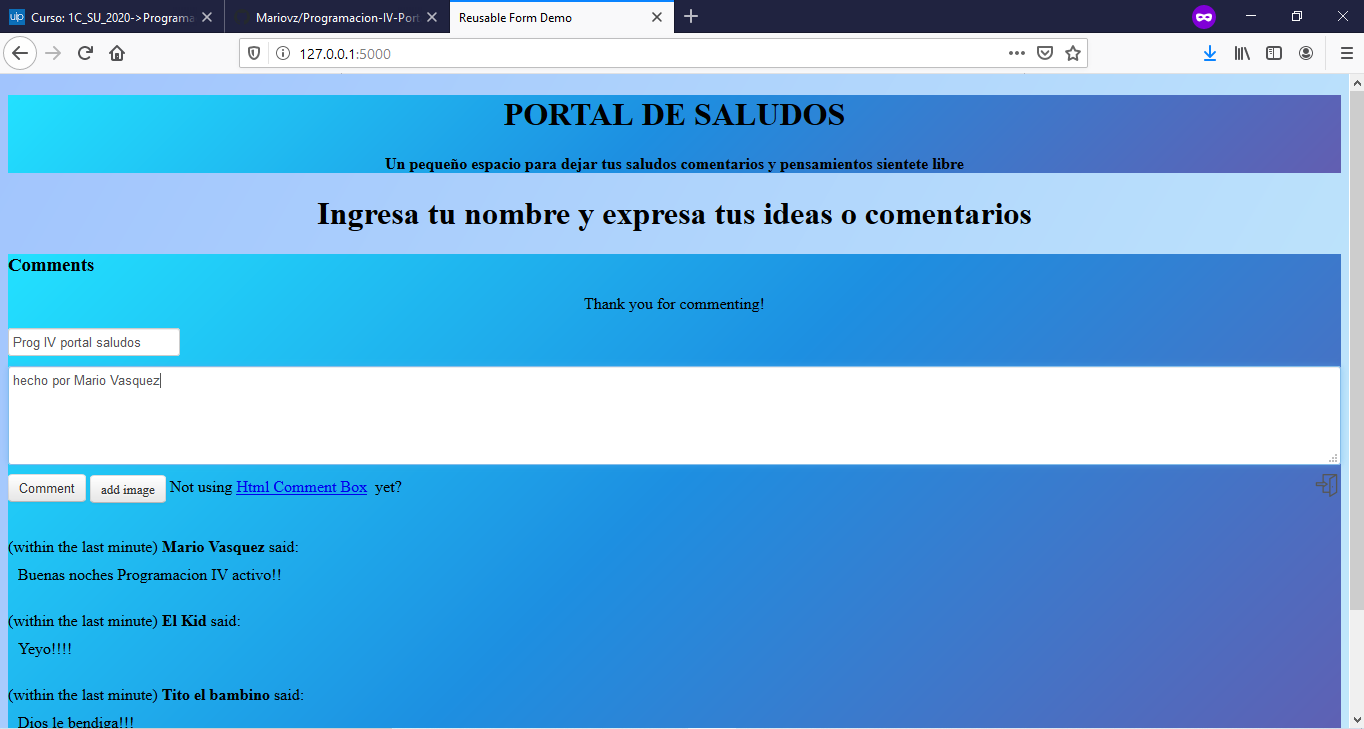 uip Curso: 1C_SU_2020->Programa
Mariovz/Programacion-IV-Port
Reusable Form Demo
127.0.0.1:5000
PORTAL DE SALUDOS
Un pequeño espacio para dejar tus saludos comentarios y pensamientos sientete libre
Ingresa tu nombre y expresa tus ideas o comentarios
Comments
Thank you for commenting!
Prog IV portal saludos
hecho por Mario Vasquez
Comment add image Not using Html Comment Box yet?
(within the last minute) Mario Vasquez said:
Buenas noches Programacion IV activo!!
(within the last minute) El Kid said:
Yeyo!!!!
(within the last minute) Tito el bambino said:
Dios le bendiga!!!